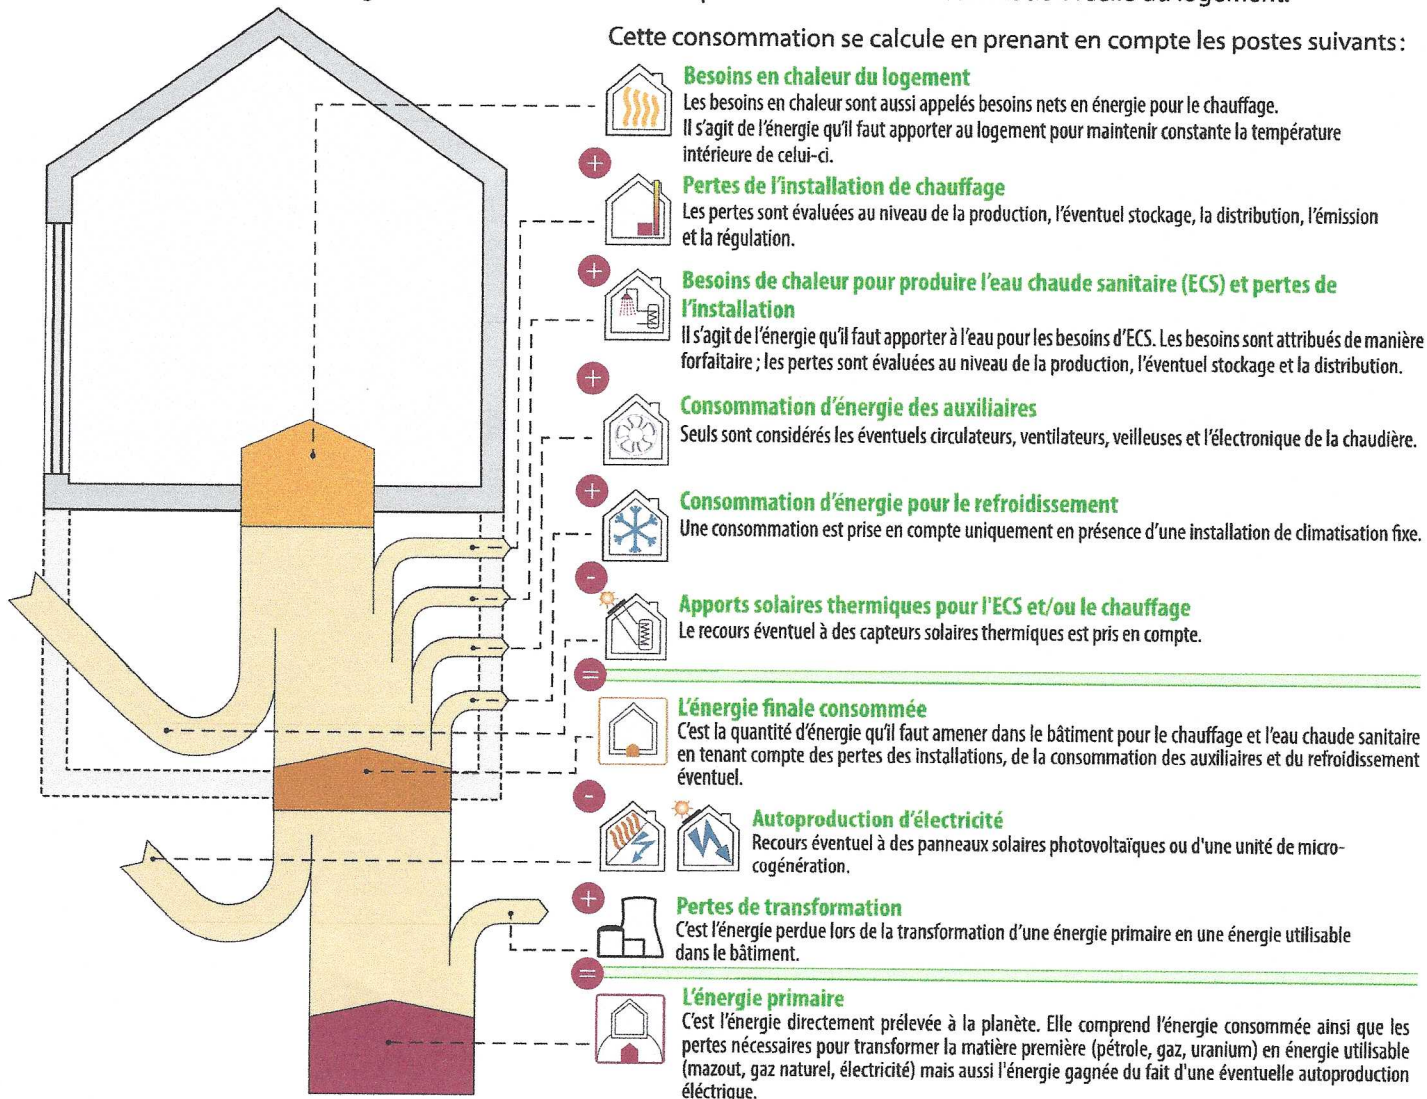 du logement.
Cette consommation se calcule en prenant en compte les postes suivants :
Besoins en chaleur du logement
Les besoins en chaleur sont aussi appelés besoins nets en énergie pour le chauffage.
Il s'agit de l'énergie qu'il faut apporter au logement pour maintenir constante la température
intérieure de celui-ci.
+
Pertes de l'installation de chauffage
Les pertes sont évaluées au niveau de la production, l'éventuel stockage, la distribution, l'émission
et la régulation.
+
Besoins de chaleur pour produire l'eau chaude sanitaire (ECS) et pertes de
l'installation
Il s'agit de l'énergie qu'il faut apporter à l'eau pour les besoins d'ECS. Les besoins sont attribués de manière
forfaitaire ; les pertes sont évaluées au niveau de la production, l'éventuel stockage et la distribution.
+
Consommation d'énergie des auxiliaires
Seuls sont considérés les éventuels circulateurs, ventilateurs, veilleuses et l'électronique de la chaudière.
+
Consommation d'énergie pour le refroidissement
Une consommation est prise en compte uniquement en présence d'une installation de climatisation fixe.
-
Apports solaires thermiques pour l'ECS et/ou le chauffage
Le recours éventuel à des capteurs solaires thermiques est pris en compte.
=
L'énergie finale consommée
C'est la quantité d'énergie qu'il faut amener dans le bâtiment pour le chauffage et l'eau chaude sanitaire
en tenant compte des pertes des installations, de la consommation des auxiliaires et du refroidissement
éventuel.
-
Autoproduction d'électricité
Recours éventuel à des panneaux solaires photovoltaïques ou d'une unité de micro-
cogénération.
+
Pertes de transformation
C'est l'énergie perdue lors de la transformation d'une énergie primaire en une énergie utilisable
dans le bâtiment.
=
L'énergie primaire
C'est l'énergie directement prélevée à la planète. Elle comprend l'énergie consommée ainsi que les
pertes nécessaires pour transformer la matière première (pétrole, gaz, uranium) en énergie utilisable
(mazout, gaz naturel, électricité) mais aussi l'énergie gagnée du fait d'une éventuelle autoproduction
éléctrique.